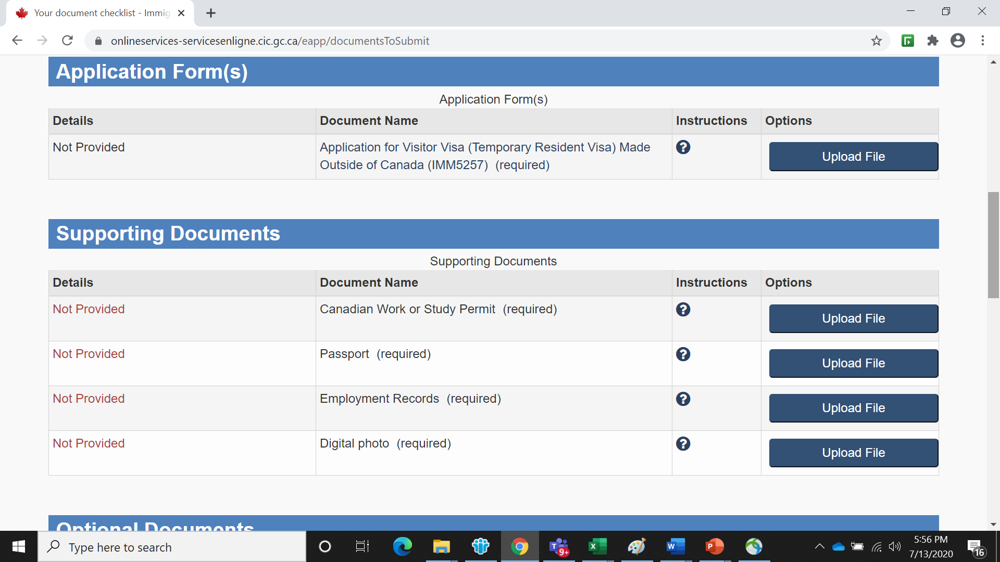 Your document checklist - Immig
onlineservices-servicesenligne.cic.gc.ca/eapp/documentsToSubmit
Application Form(s)
Application Form(s)
Details Document Name Instructions Options
Not Provided Application for Visitor Visa (Temporary Resident Visa) Made ? Upload File
Outside of Canada (IMM5257) (required)
Supporting Documents
Supporting Documents
Details Document Name Instructions Options
Not Provided Canadian Work or Study Permit (required) ? Upload File
Not Provided Passport (required) ? Upload File
Not Provided Employment Records (required) ? Upload File
Not Provided Digital photo (required) ? Upload File
Optional Documents
Type here to search
T 9+ X W P
5:56 PM
7/13/2020
16